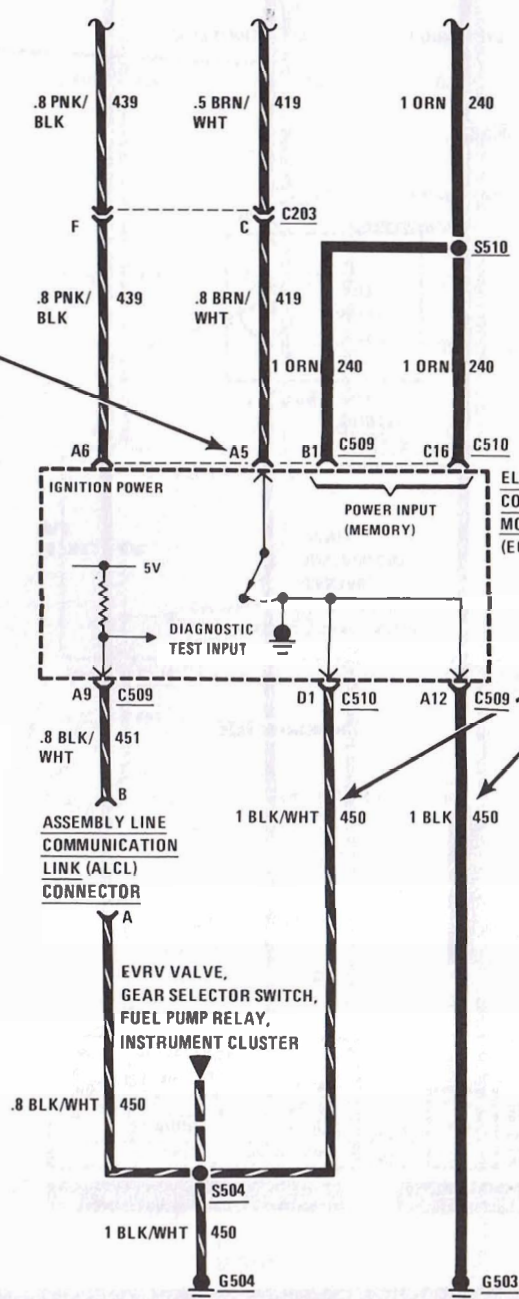 .8 PNK/
BLK
439
.5 BRN/
WHT
419
1 ORN
240
F
C
C203
S510
.8 PNK/
BLK
439
.8 BRN/
WHT
419
1 ORN
240
1 ORN
240
A6
A5
B1
C509
C16
C510
IGNITION POWER
POWER INPUT
(MEMORY)
5V
DIAGNOSTIC
TEST INPUT
A9
C509
D1
C510
A12
C509
.8 BLK/
WHT
451
B
1 BLK/WHT
450
1 BLK
450
ASSEMBLY LINE
COMMUNICATION
LINK (ALCL)
CONNECTOR
A
EVRV VALVE,
GEAR SELECTOR SWITCH,
FUEL PUMP RELAY,
INSTRUMENT CLUSTER
.8 BLK/WHT
450
S504
1 BLK/WHT
450
G504
G503